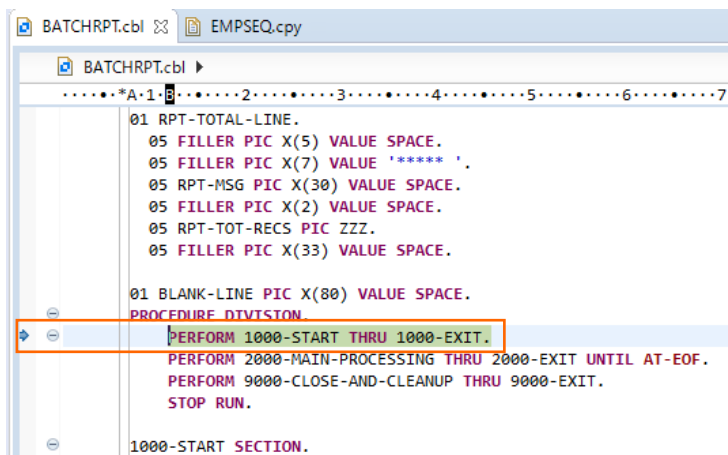 BATCHRPT.cbl EMPSEQ.cpy
BATCHRPT.cbl
*A·1·B··•····2····•····3····•····4····•····5····•····6····•····7
01 RPT-TOTAL-LINE.
05 FILLER PIC X(5) VALUE SPACE.
05 FILLER PIC X(7) VALUE '***** '.
05 RPT-MSG PIC X(30) VALUE SPACE.
05 FILLER PIC X(2) VALUE SPACE.
05 RPT-TOT-RECS PIC ZZZ.
05 FILLER PIC X(33) VALUE SPACE.
01 BLANK-LINE PIC X(80) VALUE SPACE.
PROCEDURE DIVISION.
PERFORM 1000-START THRU 1000-EXIT.
PERFORM 2000-MAIN-PROCESSING THRU 2000-EXIT UNTIL AT-EOF.
PERFORM 9000-CLOSE-AND-CLEANUP THRU 9000-EXIT.
STOP RUN.
1000-START SECTION.